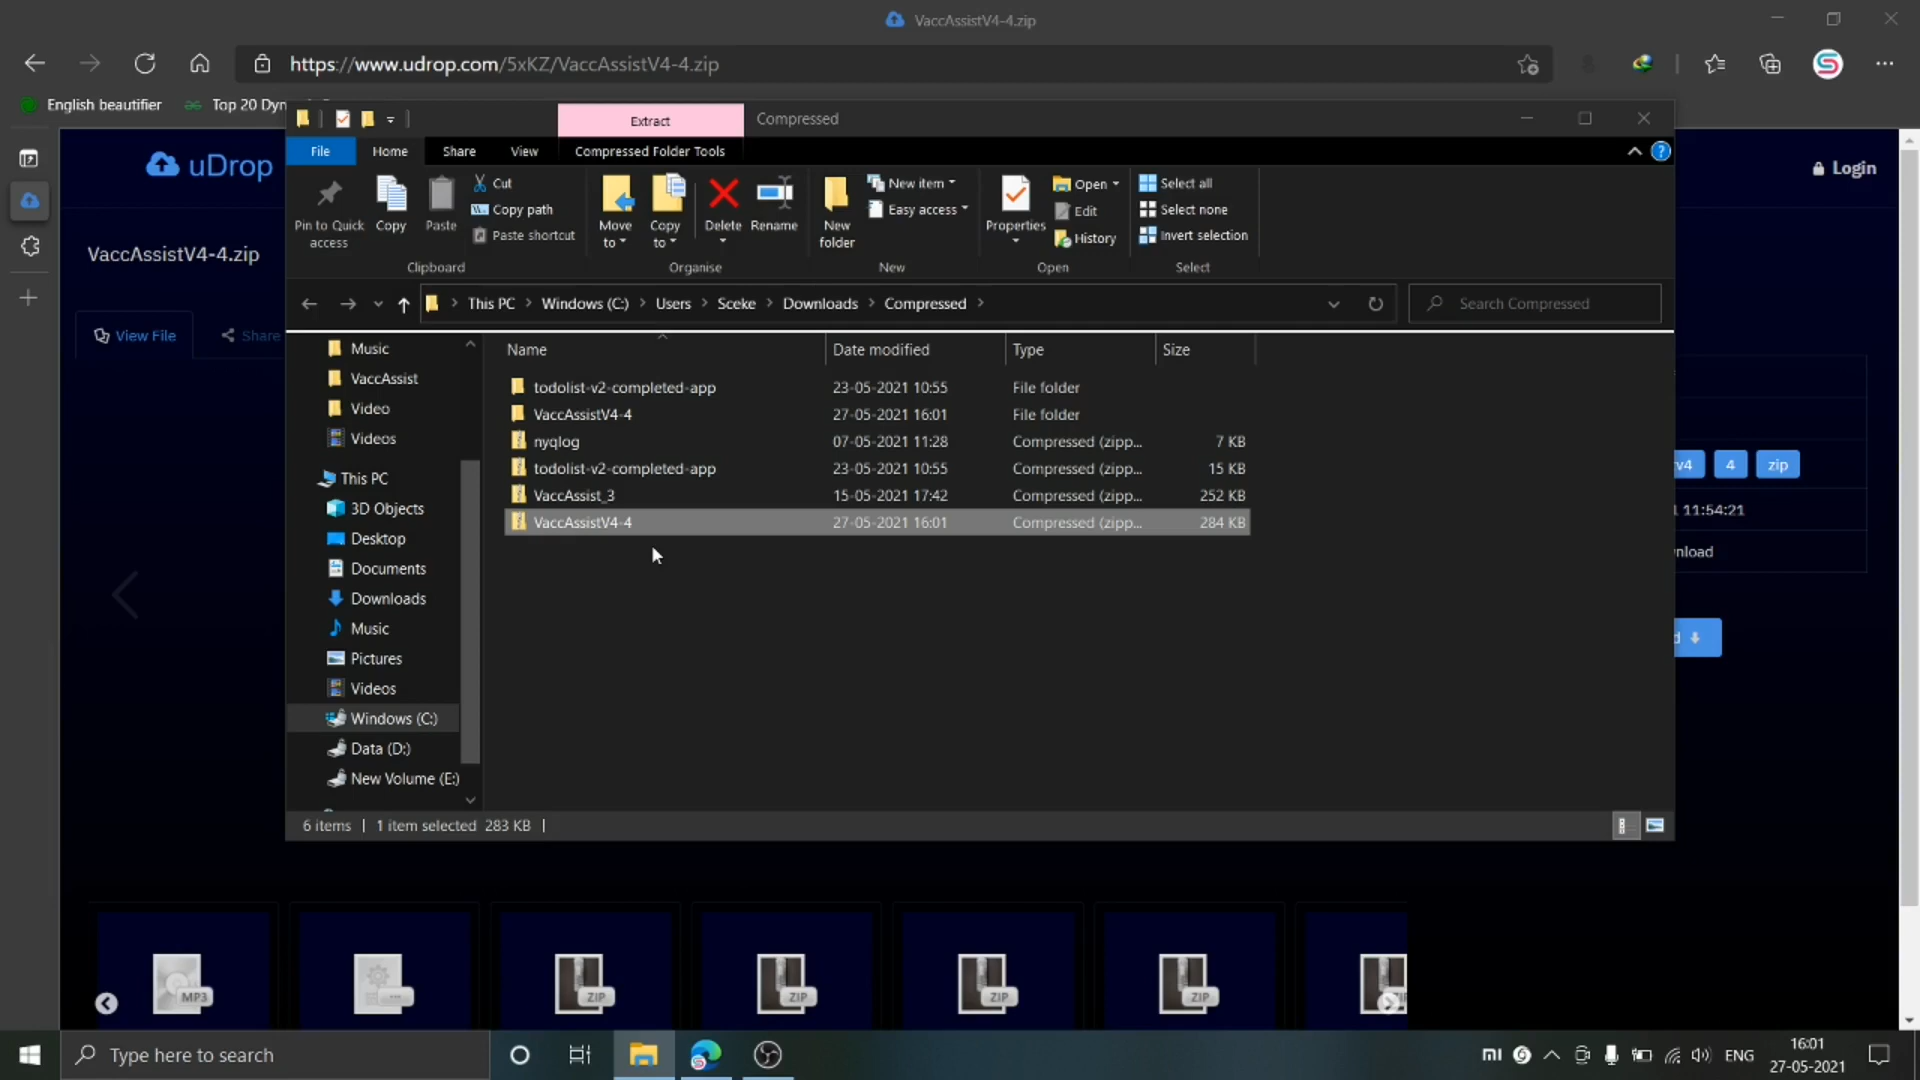 VaccAssistV4-4.zip
https://www.udrop.com/5xKZ/VaccAssistV4-4.zip
English beautifier
Top 20 Dyn
Extract
Compressed
File
Home
Share
View
Compressed Folder Tools
uDrop
Login
VaccAssistV4-4.zip
View File
Share
Pin to Quick
access
Copy
Paste
Cut
Copy path
Paste shortcut
Clipboard
Move
to
Copy
to
Delete
Rename
Organise
New
folder
New item
Easy access
New
Properties
Open
Edit
History
Open
Select all
Select none
Invert selection
Select
This PC > Windows (C:) > Users > Sceke > Downloads > Compressed >
Search Compressed
Music
VaccAssist
Video
Videos
This PC
3D Objects
Desktop
Documents
Downloads
Music
Pictures
Videos
Windows (C:)
Data (D:)
New Volume (E:)
Name Date modified Type Size
todolist-v2-completed-app 23-05-2021 10:55 File folder
VaccAssistV4-4 27-05-2021 16:01 File folder
nyqlog 07-05-2021 11:28 Compressed (zipp... 7 KB
todolist-v2-completed-app 23-05-2021 10:55 Compressed (zipp... 15 KB
VaccAssist_3 15-05-2021 17:42 Compressed (zipp... 252 KB
VaccAssistV4-4 27-05-2021 16:01 Compressed (zipp... 284 KB
v4 4 zip
11:54:21
nload
d
6 items | 1 item selected 283 KB |
MP3
...
ZIP
ZIP
ZIP
ZIP
Type here to search
mi
ENG
16:01
27-05-2021